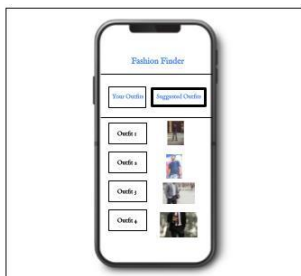 Fashion Finder
Your Outfits Suggested Outfits
Outfit 1
Outfit 2
Outfit 3
Outfit 4